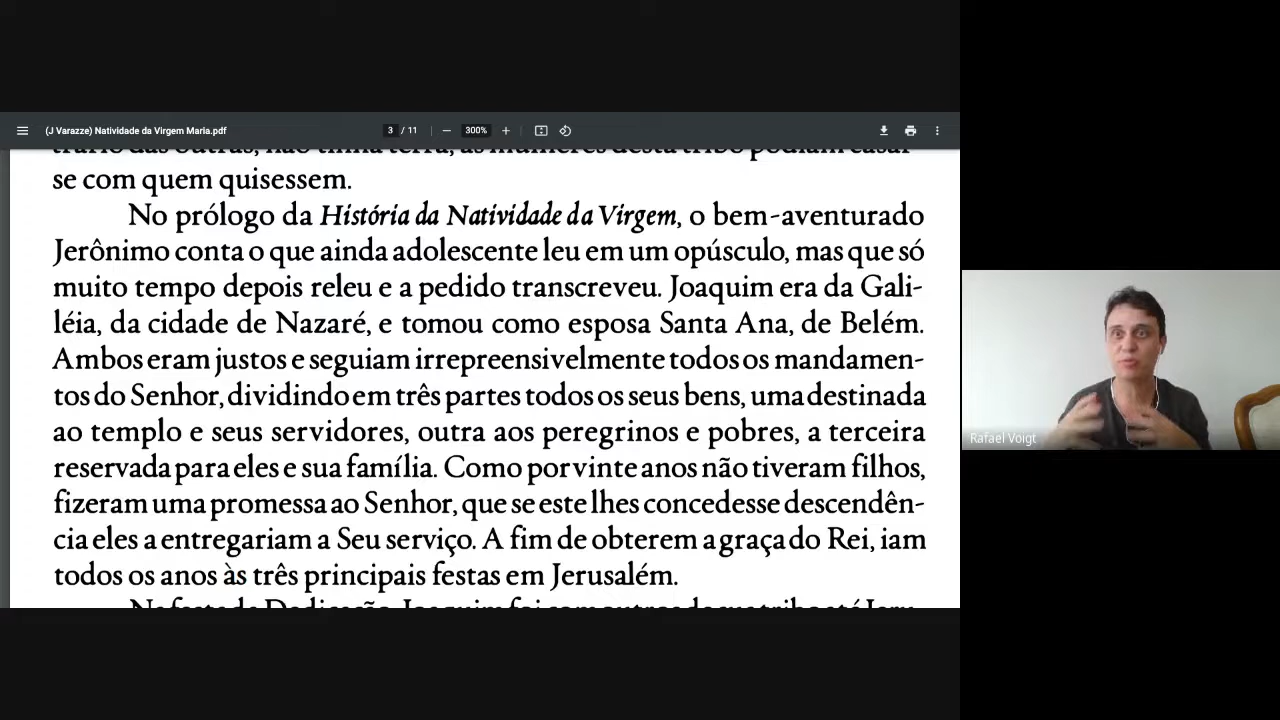 (J Varazze) Natividade da Virgem Maria.pdf
3 / 11
300%
se com quem quisessem.
No prólogo da História da Natividade da Virgem, o bem-aventurado
Jerônimo conta o que ainda adolescente leu em um opúsculo, mas que só
muito tempo depois releu e a pedido transcreveu. Joaquim era da Gali-
léia, da cidade de Nazaré, e tomou como esposa Santa Ana, de Belém.
Ambos eram justos e seguiam irrepreensivelmente todos os mandamen-
tos do Senhor, dividindo em três partes todos os seus bens, uma destinada
ao templo e seus servidores, outra aos peregrinos e pobres, a terceira
reservada para eles e sua família. Como por vinte anos não tiveram filhos,
fizeram uma promessa ao Senhor, que se este lhes concedesse descendên-
cia eles a entregariam a Seu serviço. A fim de obterem a graça do Rei, iam
todos os anos às três principais festas em Jerusalém.
Rafael Voigt